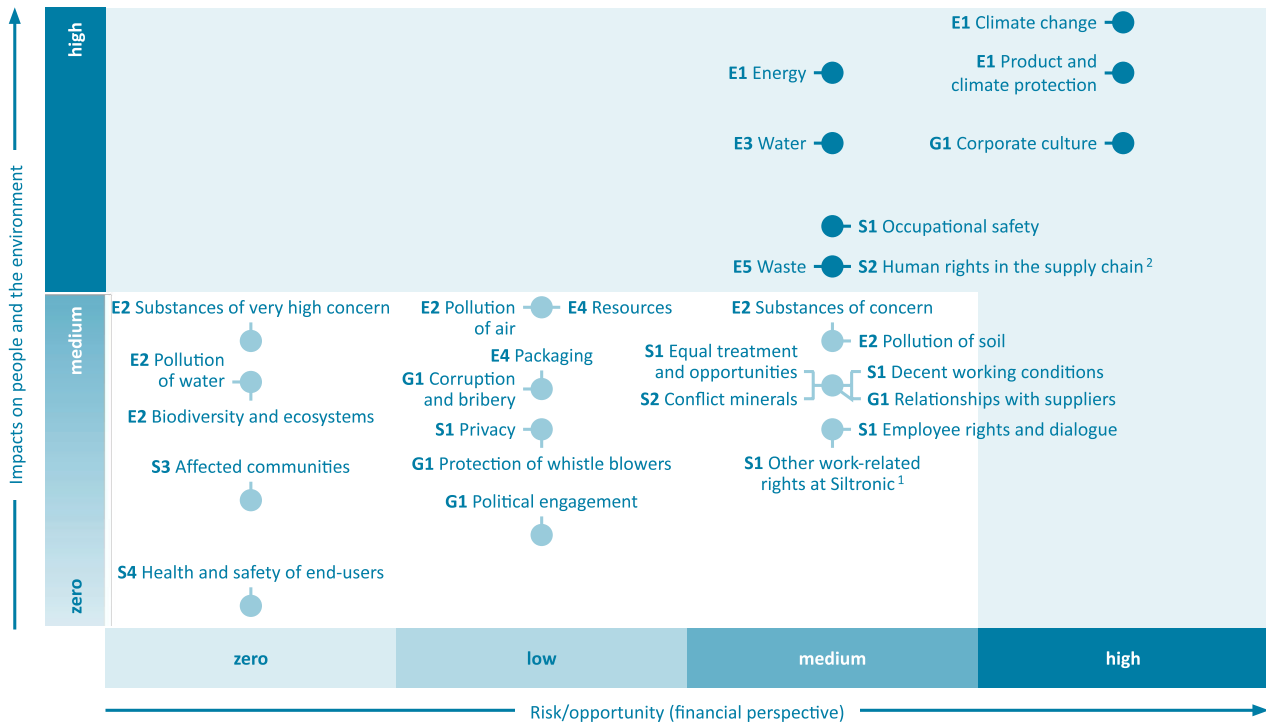 high
E1 Climate change
E1 Energy
E1 Product and
climate protection
E3 Water
G1 Corporate culture
Impacts on people and the environment
S1 Occupational safety
E5 Waste
S2 Human rights in the supply chain 2
medium
E2 Substances of very high concern
E2 Pollution
of air
E4 Resources
E2 Substances of concern
E2 Pollution of soil
E2 Pollution
of water
E4 Packaging
S1 Equal treatment
and opportunities
G1 Corruption
and bribery
S1 Decent working conditions
S2 Conflict minerals
G1 Relationships with suppliers
E2 Biodiversity and ecosystems
S1 Privacy
S1 Employee rights and dialogue
S3 Affected communities
G1 Protection of whistle blowers
S1 Other work-related
rights at Siltronic 1
G1 Political engagement
S4 Health and safety of end-users
zero
zero
low
medium
high
Risk/opportunity (financial perspective)